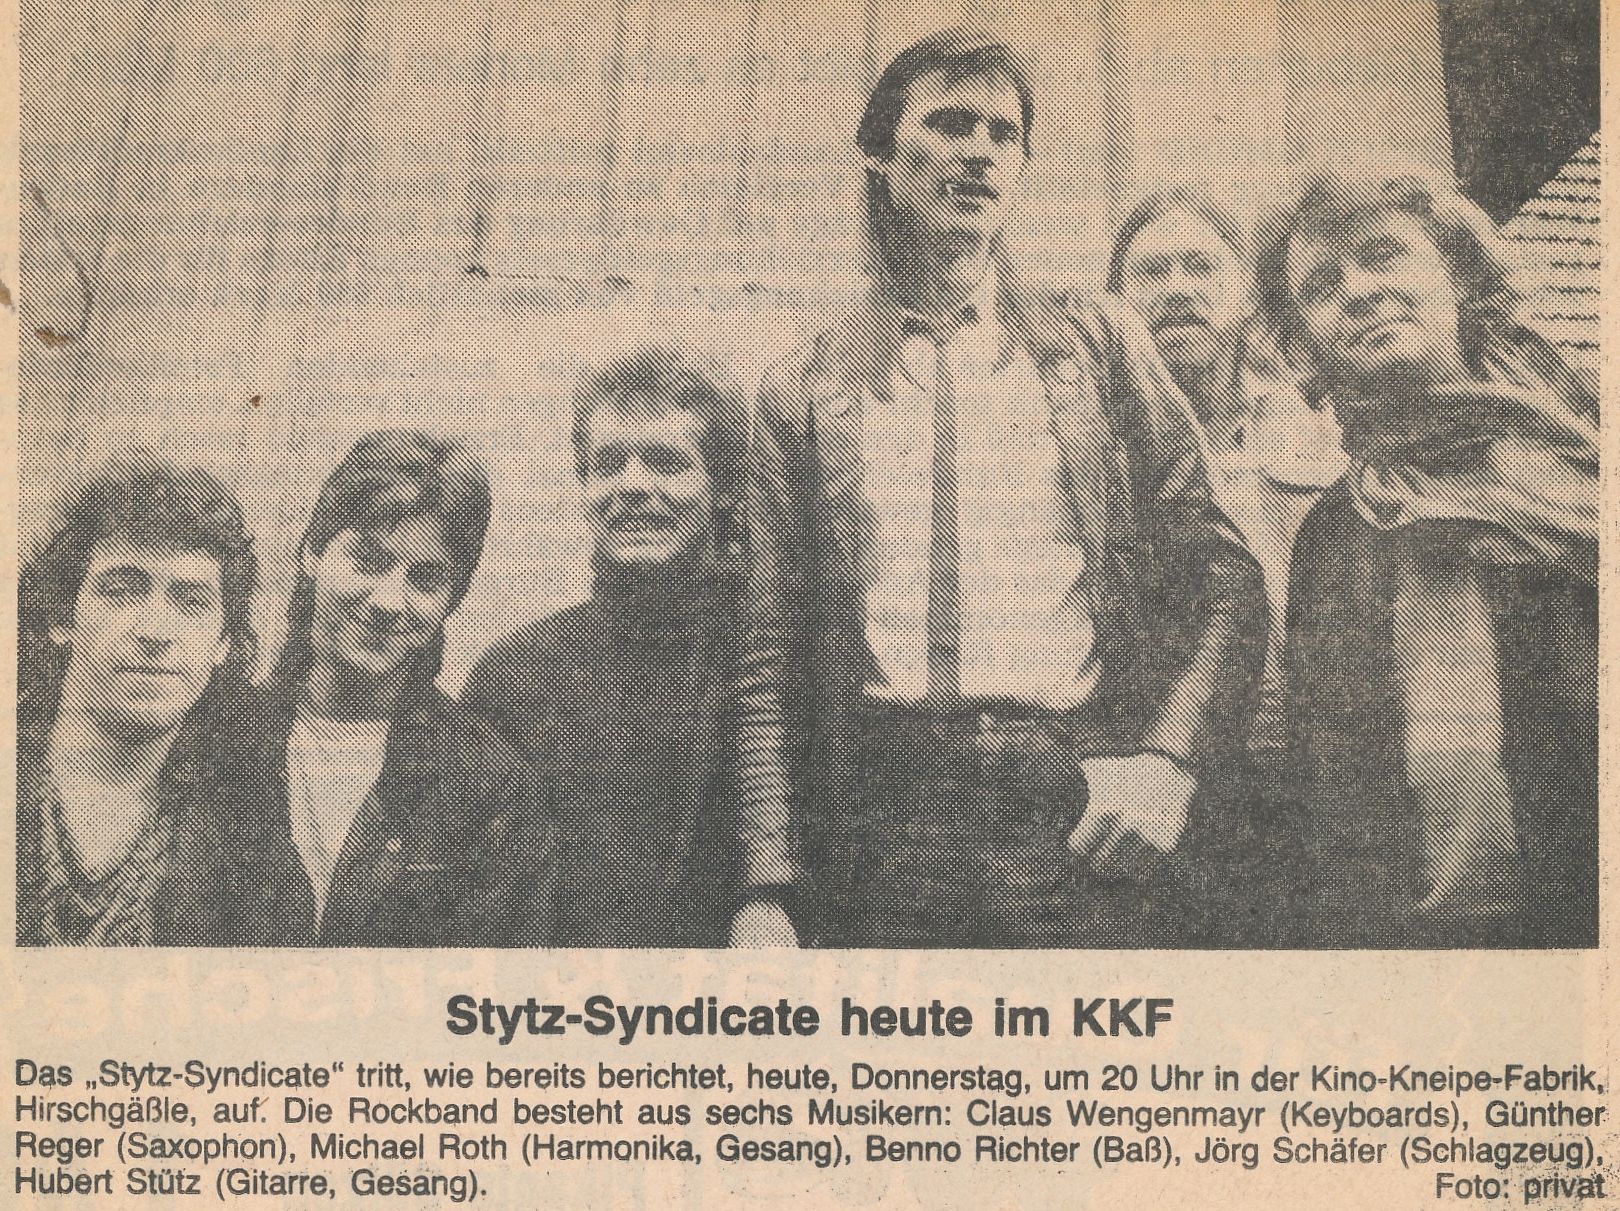 Stytz-Syndicate heute im KKF
Das „Stytz-Syndicate“ tritt, wie bereits berichtet, heute, Donnerstag, um 20 Uhr in der Kino-Kneipe-Fabrik,
Hirschgäßle, auf. Die Rockband besteht aus sechs Musikern: Claus Wengenmayr (Keyboards), Günther
Reger (Saxophon), Michael Roth (Harmonika, Gesang), Benno Richter (Baß), Jörg Schäfer (Schlagzeug),
Hubert Stütz (Gitarre, Gesang). Foto: privat